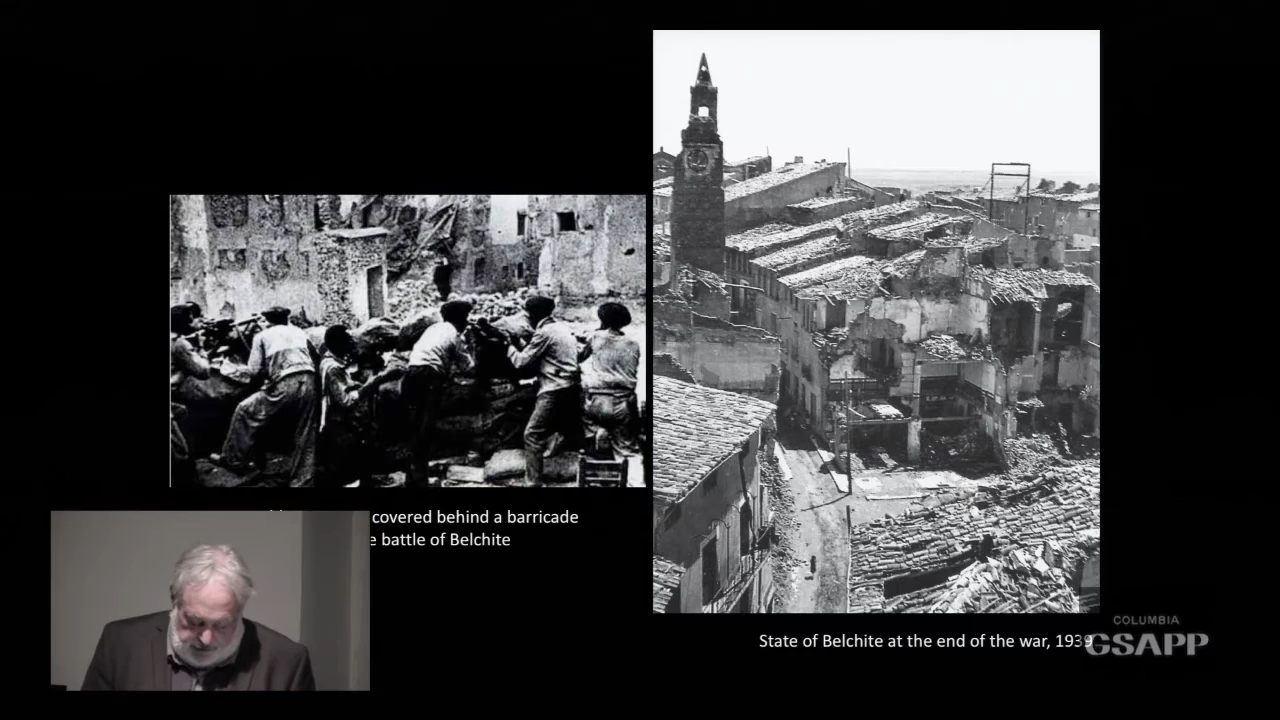 covered behind a barricade
battle of Belchite
State of Belchite at the end of the war, 1939
COLUMBIA
GSAPP